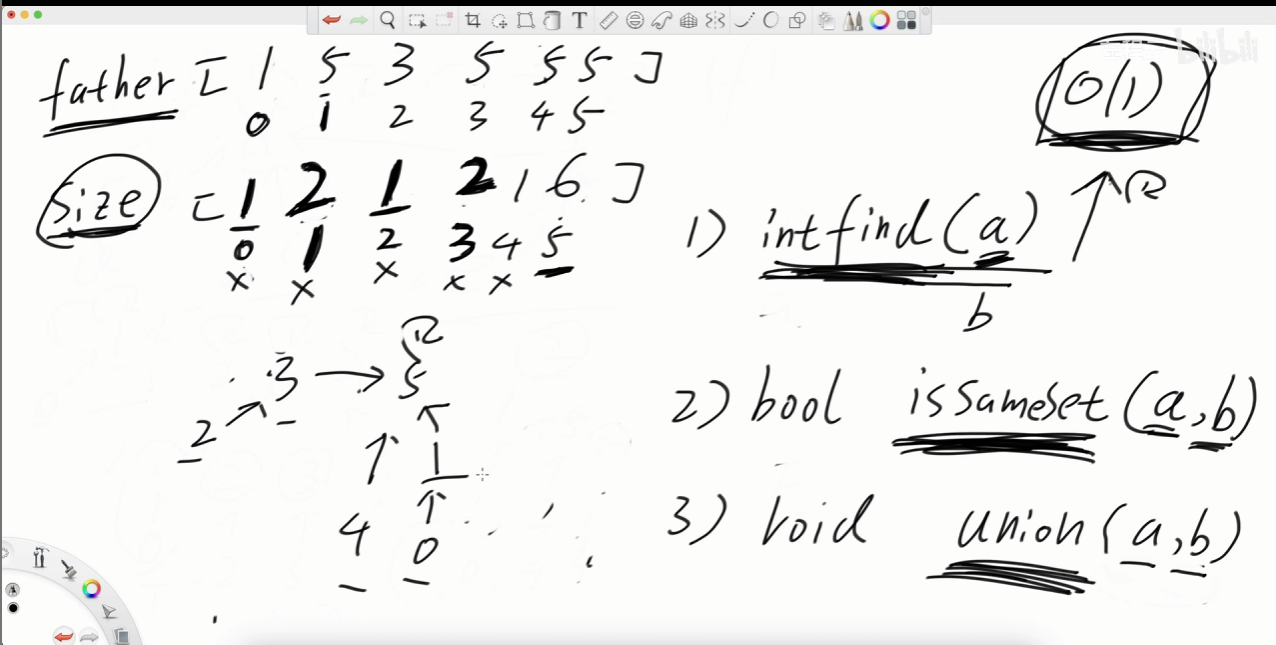 father [ 1 5 3 5 5 5 ]
0 1 2 3 4 5
size [ 1 2 1 2 1 6 ]
0 1 2 3 4 5
x x x x x
O(1)
bilibili
1) int find(a)
b
3 → 5
2
1
4 0
2) bool issameset(a,b)
3) void union(a,b)